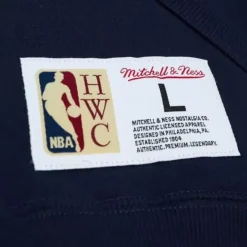 Mitchell & Ness
H
W
C
NBA
L
MITCHELL & NESS NOSTALGIA CO.
AUTHENTIC LICENSED APPAREL
DESIGNED IN PHILADELPHIA, PA.
ESTABLISHED 1904
AUTHENTIC. PREMIUM. LEGENDARY.